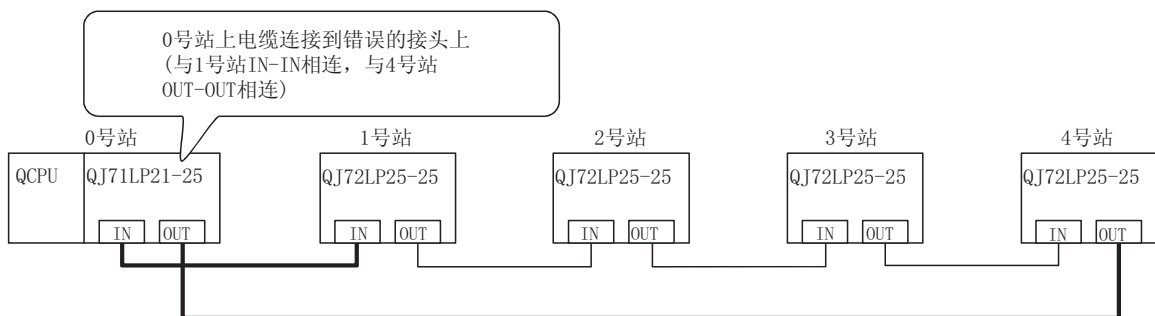 0号站上电缆连接到错误的接头上
(与1号站IN-IN相连，与4号站
OUT-OUT相连)
0号站
1号站
2号站
3号站
4号站
QCPU
QJ71LP21-25
QJ72LP25-25
QJ72LP25-25
QJ72LP25-25
QJ72LP25-25
IN
OUT
IN
OUT
IN
OUT
IN
OUT
IN
OUT